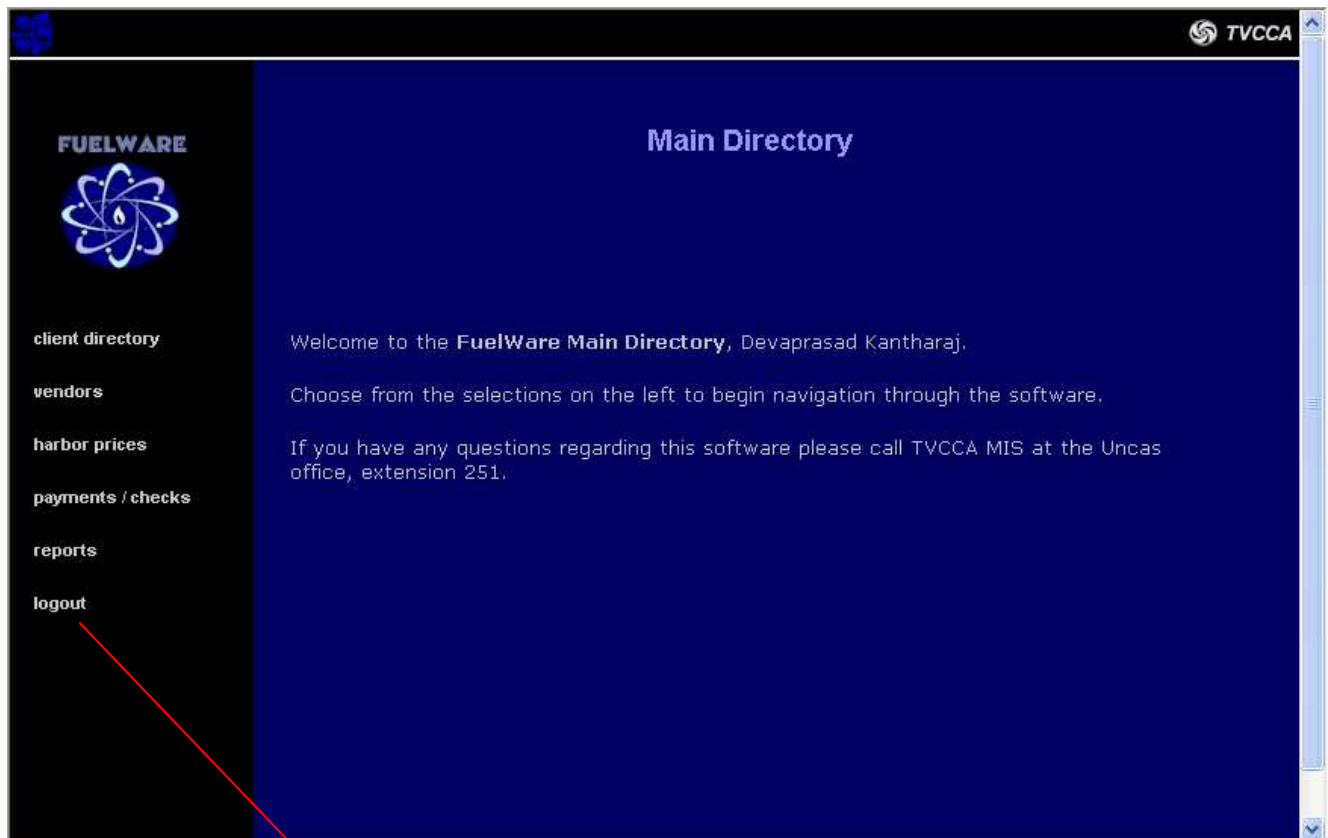 TVCCA
FUELWARE
Main Directory
client directory
vendors
harbor prices
payments / checks
reports
logout
Welcome to the FuelWare Main Directory, Devaprasad Kantharaj.
Choose from the selections on the left to begin navigation through the software.
If you have any questions regarding this software please call TVCCA MIS at the Uncas
office, extension 251.